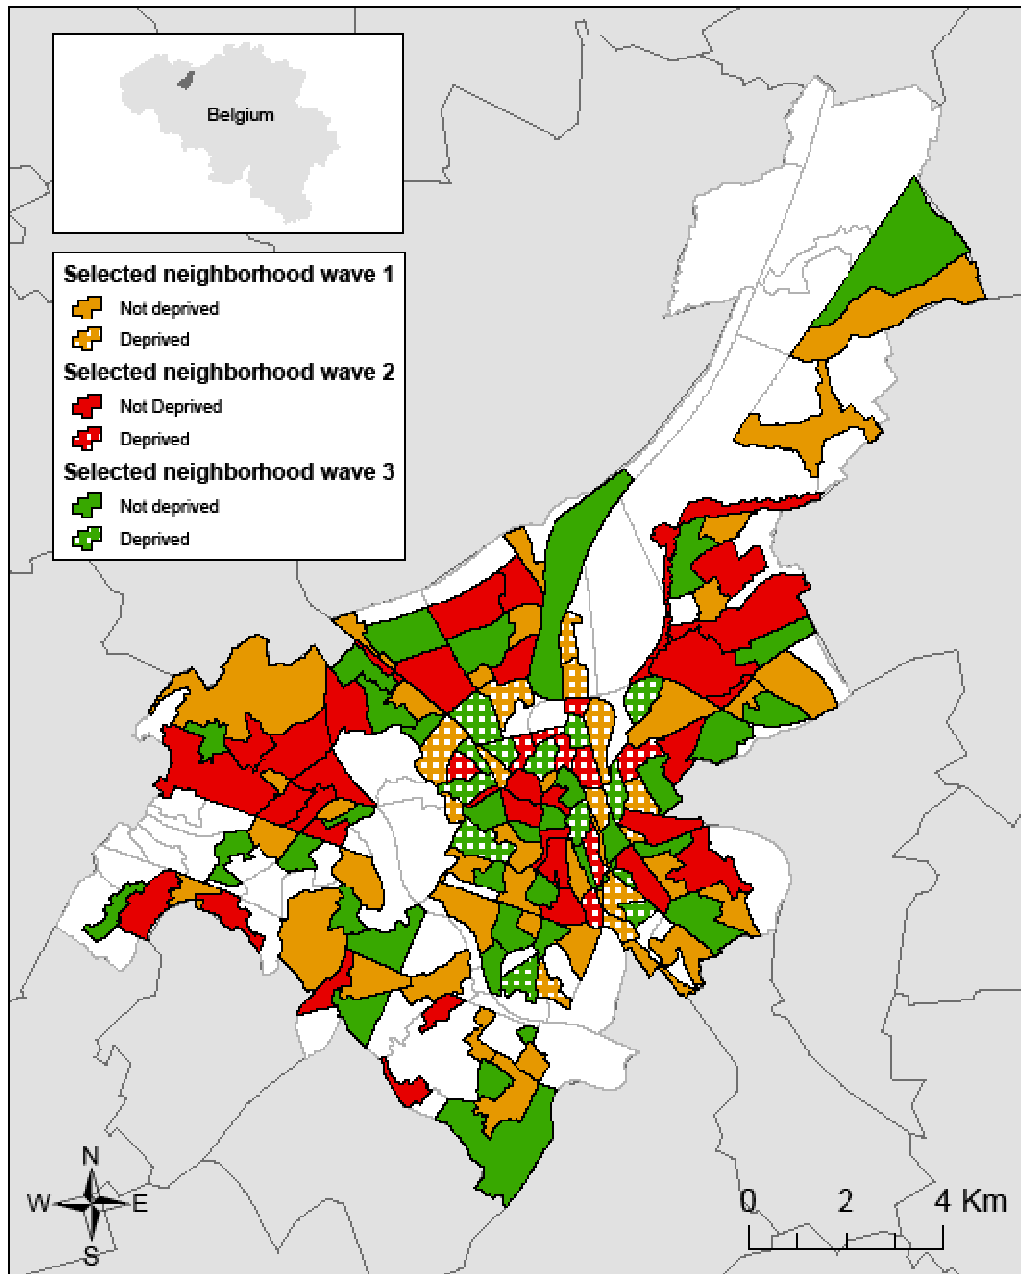 Belgium
Selected neighborhood wave 1
Not deprived
Deprived
Selected neighborhood wave 2
Not Deprived
Deprived
Selected neighborhood wave 3
Not deprived
Deprived
N
W E
S
0 2 4 Km